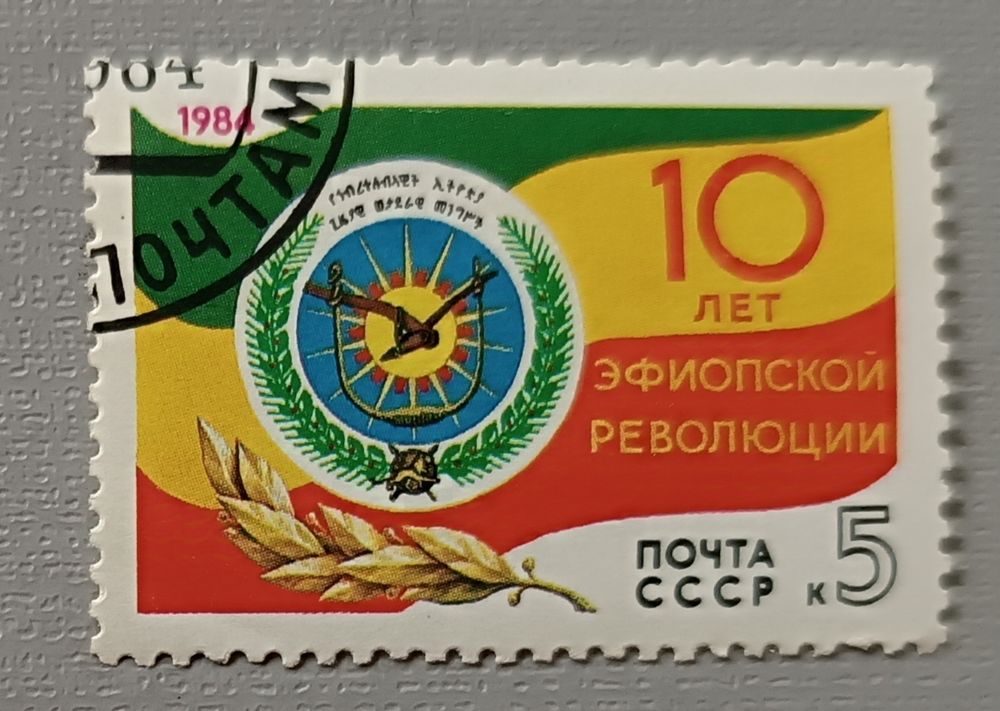 1984
ПОЧТАМ
10
ЛЕТ
ЭФИОПСКОЙ
РЕВОЛЮЦИИ
ПОЧТА
СССР к 5